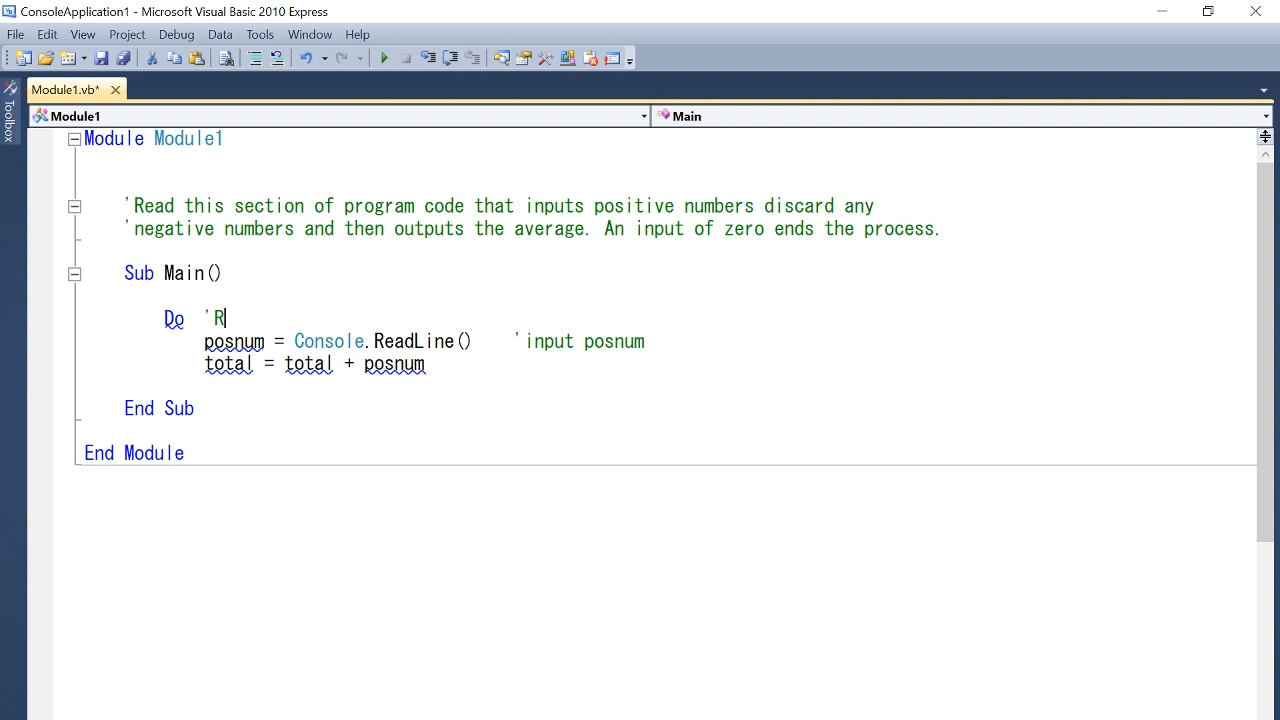 ConsoleApplication1 - Microsoft Visual Basic 2010 Express
File Edit View Project Debug Data Tools Window Help
Module1.vb*
Toolbox
Module1 Main
Module Module1
'Read this section of program code that inputs positive numbers discard any
'negative numbers and then outputs the average. An input of zero ends the process.
Sub Main()
Do 'R
posnum = Console.ReadLine() 'input posnum
total = total + posnum
End Sub
End Module